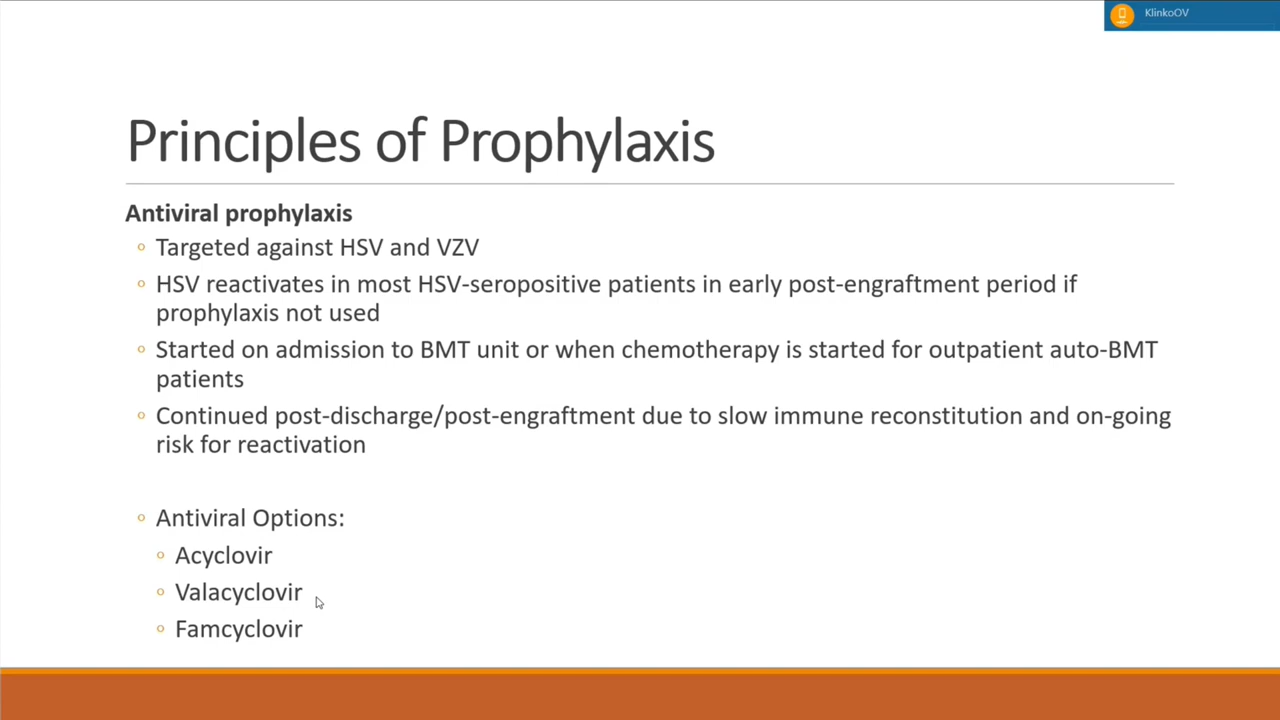 KlinkoOV
Principles of Prophylaxis
Antiviral prophylaxis
Targeted against HSV and VZV
HSV reactivates in most HSV-seropositive patients in early post-engraftment period if
prophylaxis not used
Started on admission to BMT unit or when chemotherapy is started for outpatient auto-BMT
patients
Continued post-discharge/post-engraftment due to slow immune reconstitution and on-going
risk for reactivation
Antiviral Options:
Acyclovir
Valacyclovir
Famcyclovir